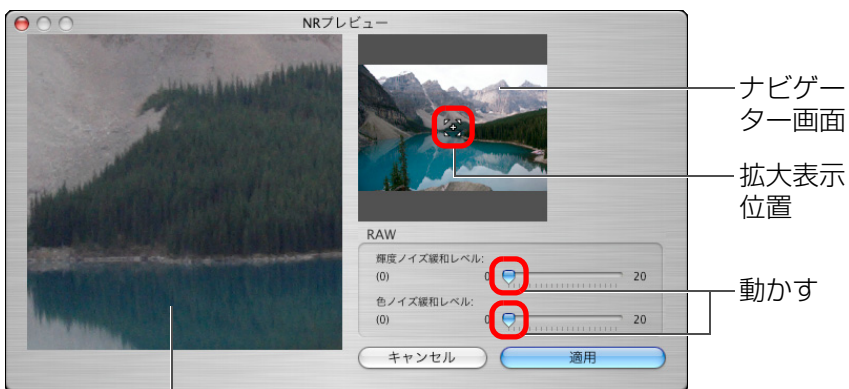 NRプレビュー
ナビゲー
ター画面
拡大表示
位置
RAW
輝度ノイズ緩和レベル:
(0) 0 20
色ノイズ緩和レベル:
(0) 0 20
動かす
キャンセル 適用